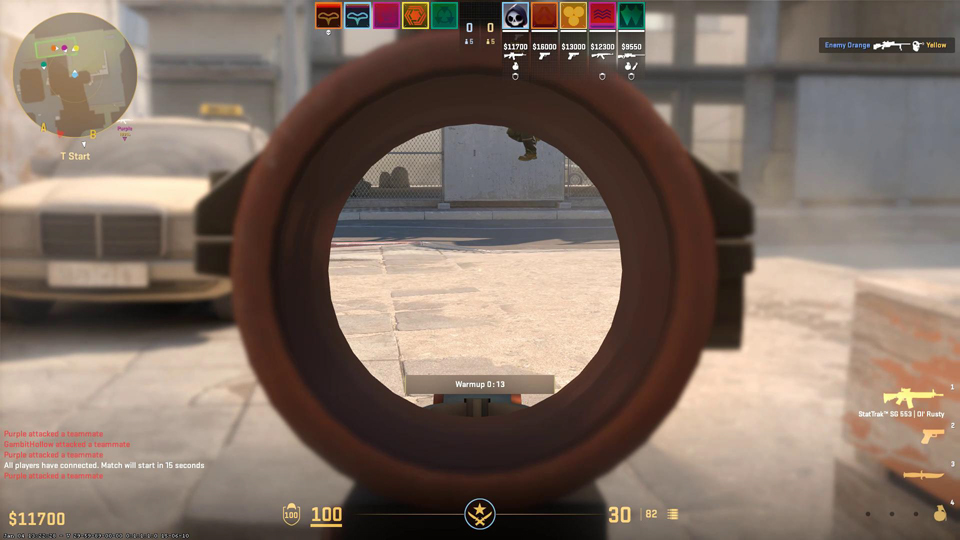 0 0
5 5
$11700 $16000 $13000 $12300 $9550
Enemy Orange Yellow
A B
Purple
T Start
Warmup 0:13
1
StatTrak™ SG 553 | Ol' Rusty
2
3
4
Purple attacked a teammate
GambitHollow attacked a teammate
Purple attacked a teammate
All players have connected. Match will start in 15 seconds
Purple attacked a teammate
$11700
100 100
30 82